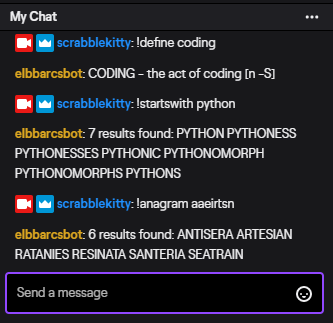 My Chat
scrabblekitty: !define coding
elbbarcsbot: CODING - the act of coding [n -S]
scrabblekitty: !startswith python
elbbarcsbot: 7 results found: PYTHON PYTHONESS
PYTHONESSES PYTHONIC PYTHONOMORPH
PYTHONOMORPHS PYTHONS
scrabblekitty: !anagram aaeirtsn
elbbarcsbot: 6 results found: ANTISERA ARTESIAN
RATANIES RESINATA SANTERIA SEATRAIN
Send a message